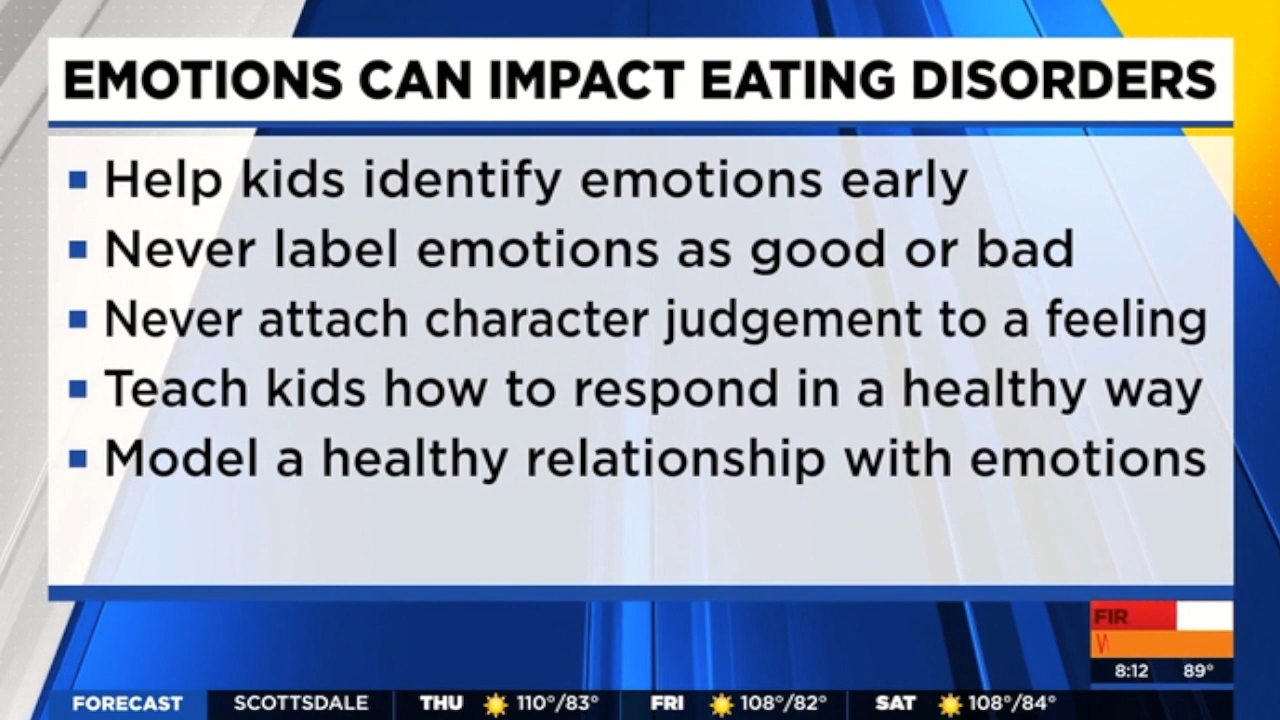 EMOTIONS CAN IMPACT EATING DISORDERS
▪ Help kids identify emotions early
▪ Never label emotions as good or bad
▪ Never attach character judgement to a feeling
▪ Teach kids how to respond in a healthy way
▪ Model a healthy relationship with emotions
FIR
W
8:12 89°
FORECAST SCOTTSDALE THU 110°/83° FRI 108°/82° SAT 108°/84°